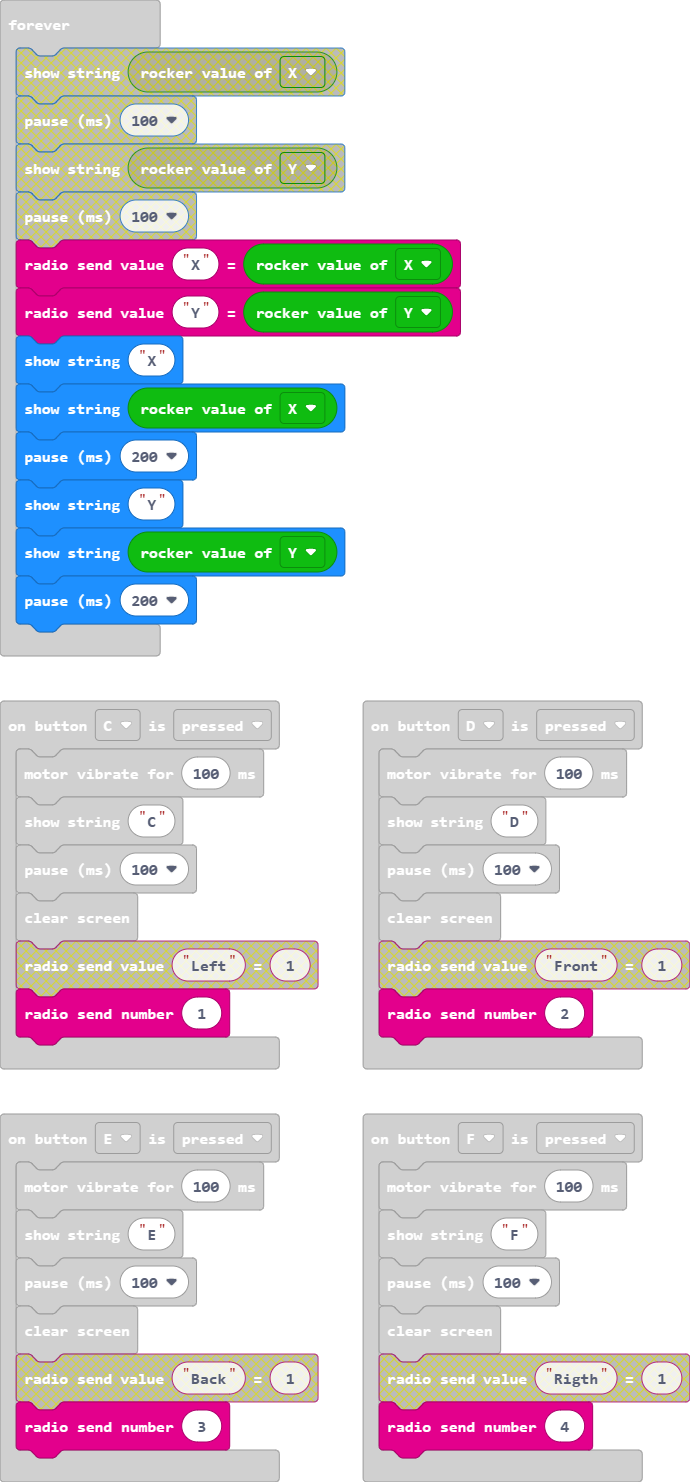 forever
show string rocker value of X
pause (ms) 100
show string rocker value of Y
pause (ms) 100
radio send value "X" = rocker value of X
radio send value "Y" = rocker value of Y
show string "X"
show string rocker value of X
pause (ms) 200
show string "Y"
show string rocker value of Y
pause (ms) 200
on button C is pressed
motor vibrate for 100 ms
show string "C"
pause (ms) 100
clear screen
radio send value "Left" = 1
radio send number 1
on button D is pressed
motor vibrate for 100 ms
show string "D"
pause (ms) 100
clear screen
radio send value "Front" = 1
radio send number 2
on button E is pressed
motor vibrate for 100 ms
show string "E"
pause (ms) 100
clear screen
radio send value "Back" = 1
radio send number 3
on button F is pressed
motor vibrate for 100 ms
show string "F"
pause (ms) 100
clear screen
radio send value "Rigth" = 1
radio send number 4